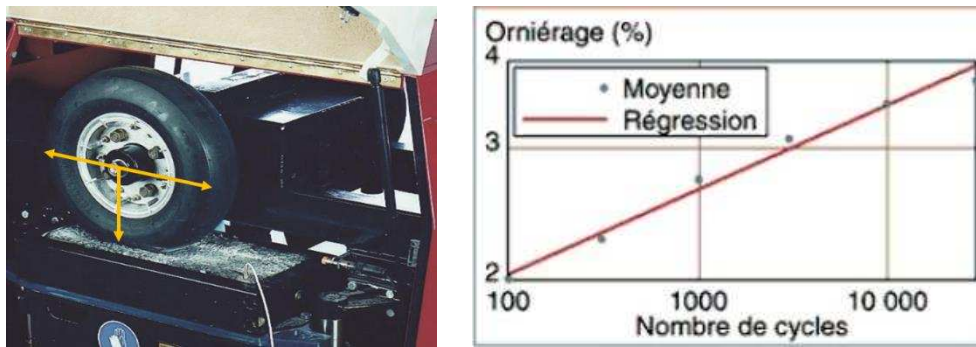 Orniérage (%)
4
Moyenne
Régression
3
2
100
1000
10 000
Nombre de cycles